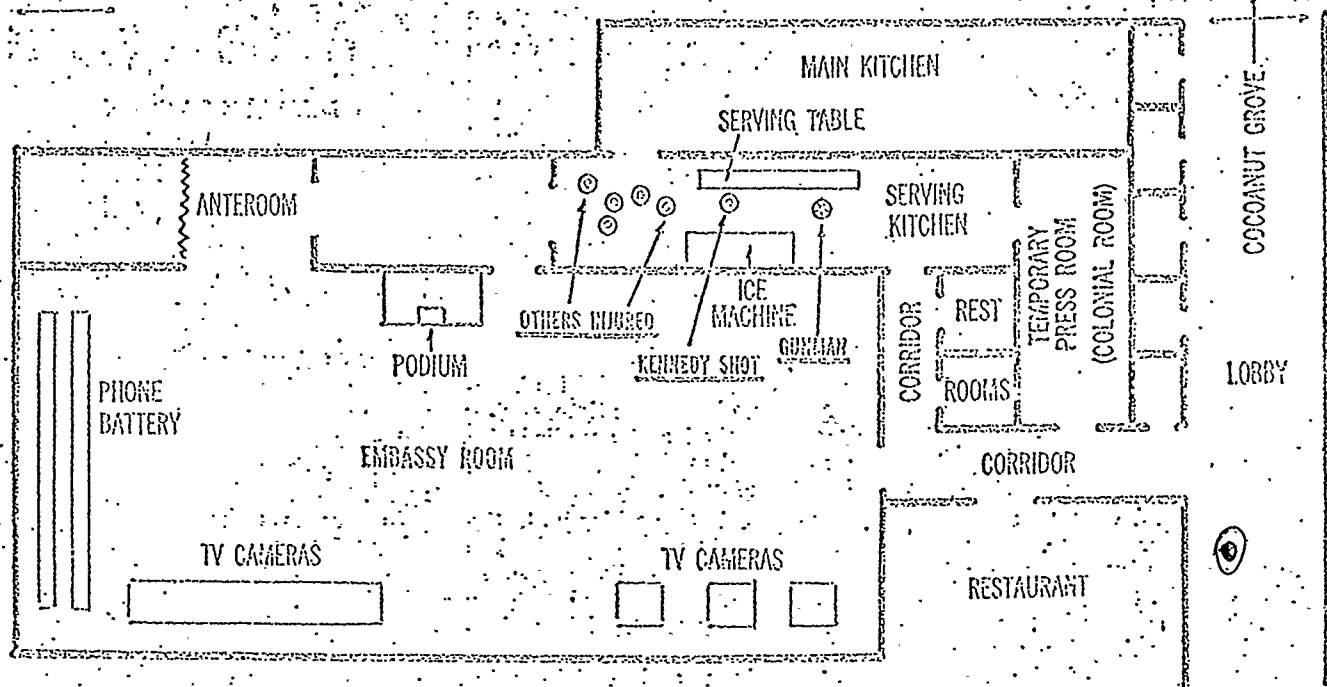 MAIN KITCHEN
SERVING TABLE
COCOANUT GROVE
ANTEROOM
SERVING
KITCHEN
TEMPORARY
PRESS ROOM
(COLONIAL ROOM)
OTHERS INJURED
ICE
MACHINE
KENNEDY SHOT
GUNMAN
CORRIDOR
REST
ROOMS
PODIUM
LOBBY
PHONE
BATTERY
EMBASSY ROOM
CORRIDOR
TV CAMERAS
TV CAMERAS
RESTAURANT